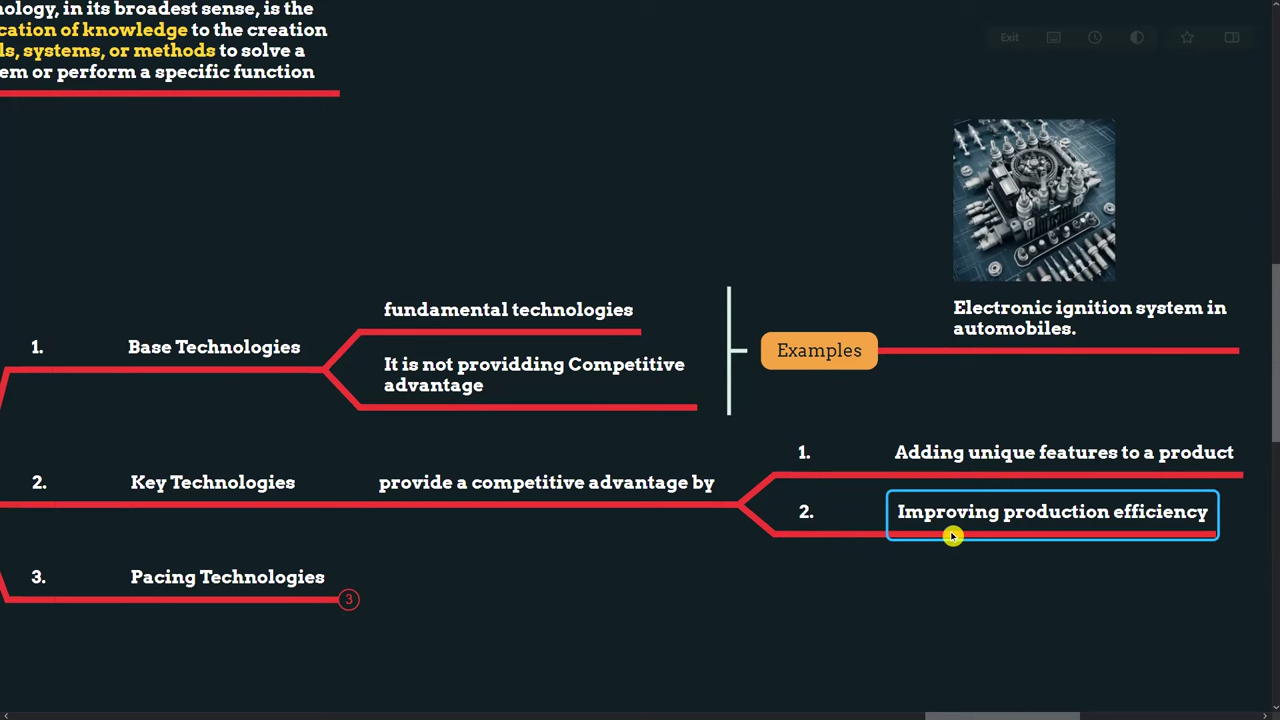 nology, in its broadest sense, is the
cation of knowledge to the creation
ls, systems, or methods to solve a
em or perform a specific function
Exit
Electronic ignition system in
automobiles.
fundamental technologies
1. Base Technologies
Examples
It is not providding Competitive
advantage
1. Adding unique features to a product
2. Key Technologies
provide a competitive advantage by
2. Improving production efficiency
3. Pacing Technologies
3